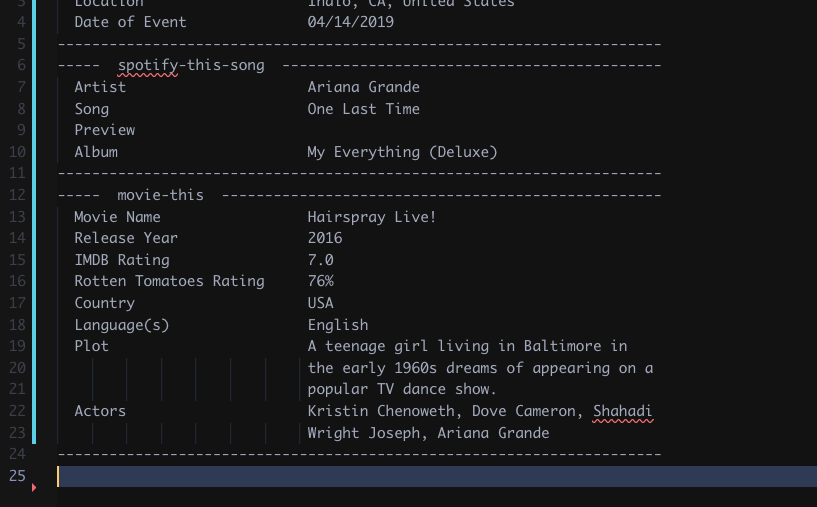 3 Location Indio, CA, United States
4 Date of Event 04/14/2019
5 ----------------------------------------------------------------------
6 ----- spotify-this-song --------------------------------------------
7 Artist Ariana Grande
8 Song One Last Time
9 Preview
10 Album My Everything (Deluxe)
11 ----------------------------------------------------------------------
12 ----- movie-this ---------------------------------------------------
13 Movie Name Hairspray Live!
14 Release Year 2016
15 IMDB Rating 7.0
16 Rotten Tomatoes Rating 76%
17 Country USA
18 Language(s) English
19 Plot A teenage girl living in Baltimore in
20 the early 1960s dreams of appearing on a
21 popular TV dance show.
22 Actors Kristin Chenoweth, Dove Cameron, Shahadi
23 Wright Joseph, Ariana Grande
24 ----------------------------------------------------------------------
25